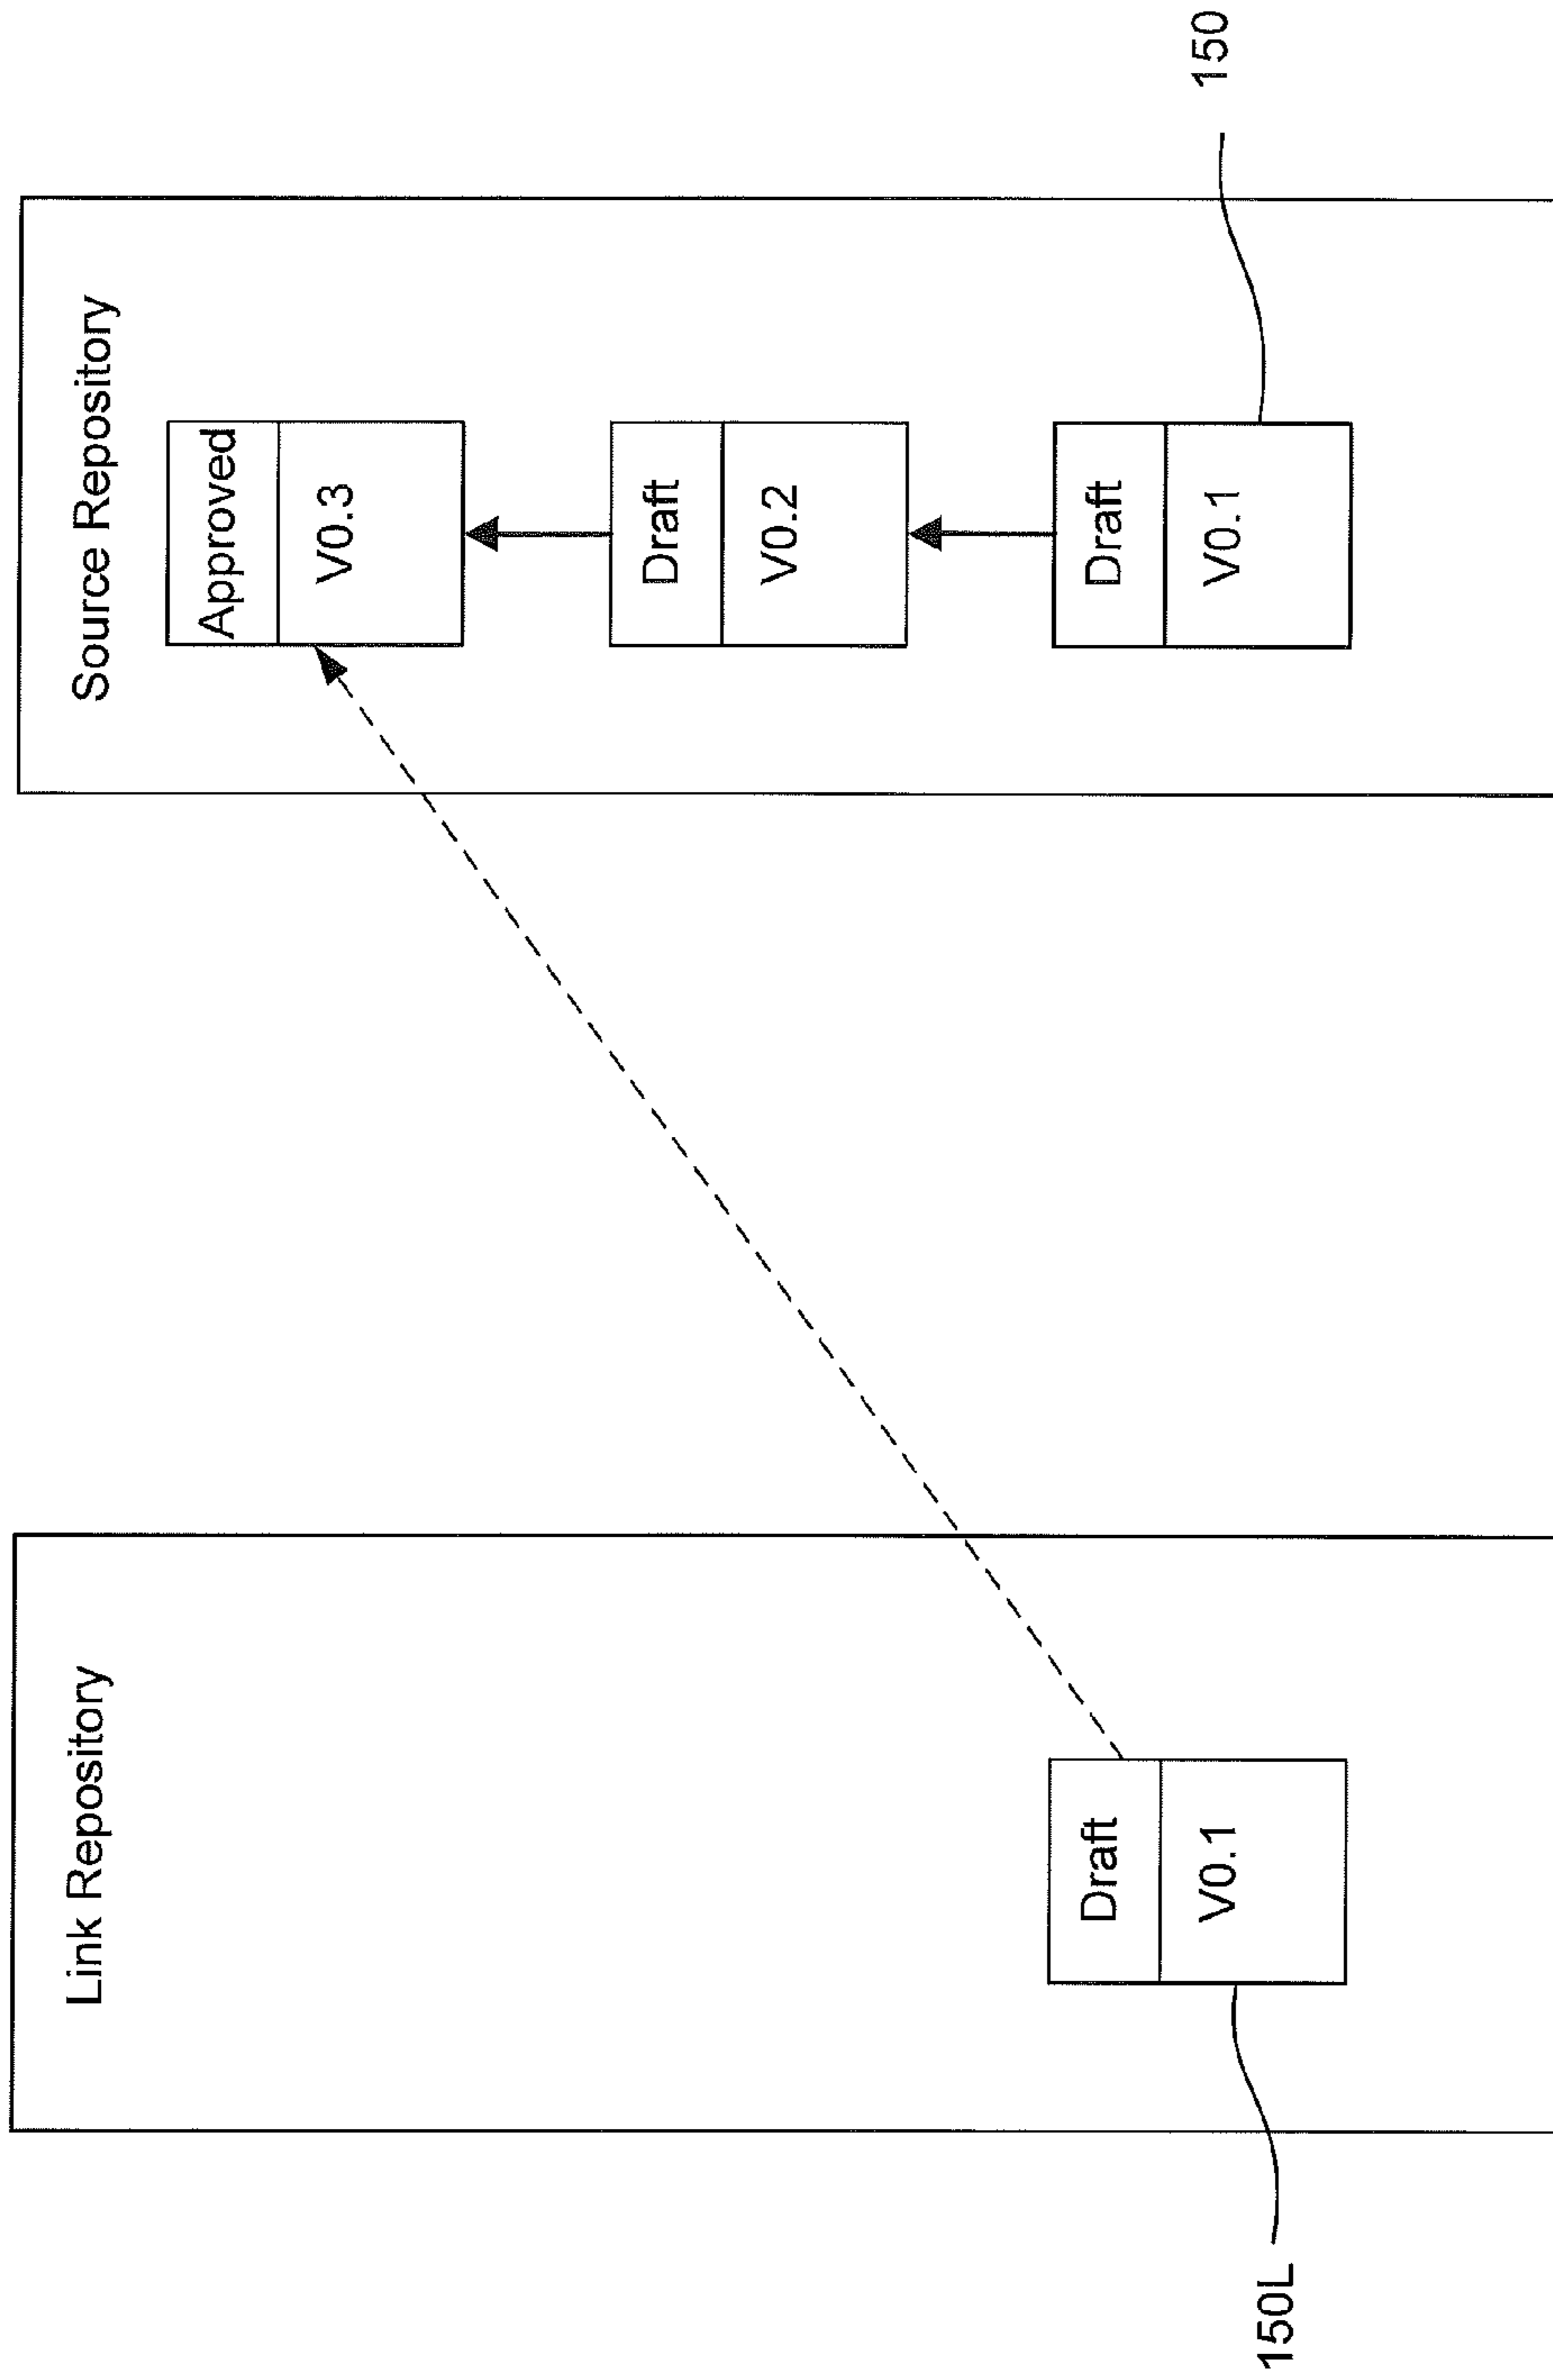 Link Repository
Source Repository
Approved
V0.3
Draft
V0.2
Draft
V0.1
Draft
V0.1
150L
150